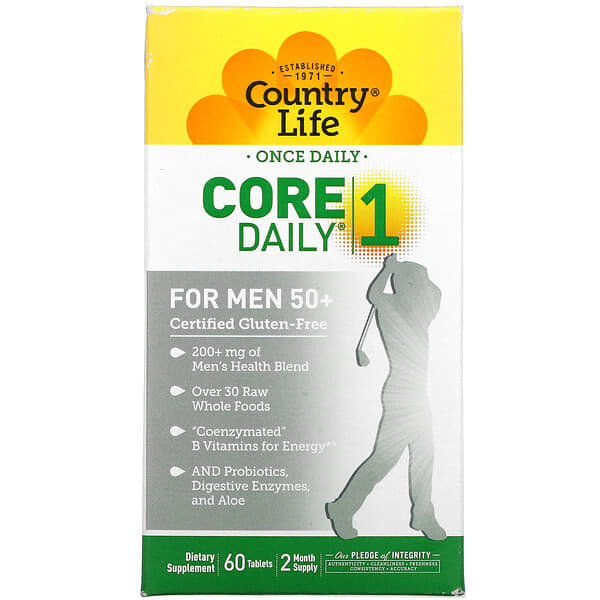 ESTABLISHED
1971
Country®
Life
• ONCE DAILY •
CORE
DAILY®
1
FOR MEN 50+
Certified Gluten-Free
200+ mg of
Men's Health Blend
Over 30 Raw
Whole Foods
"Coenzymated"
B Vitamins for Energy*^
AND Probiotics,
Digestive Enzymes,
and Aloe
Dietary
Supplement
60 Tablets
2 Month
Supply
Our PLEDGE of INTEGRITY
AUTHENTICITY • CLEANLINESS • FRESHNESS
CONSISTENCY • ACCURACY